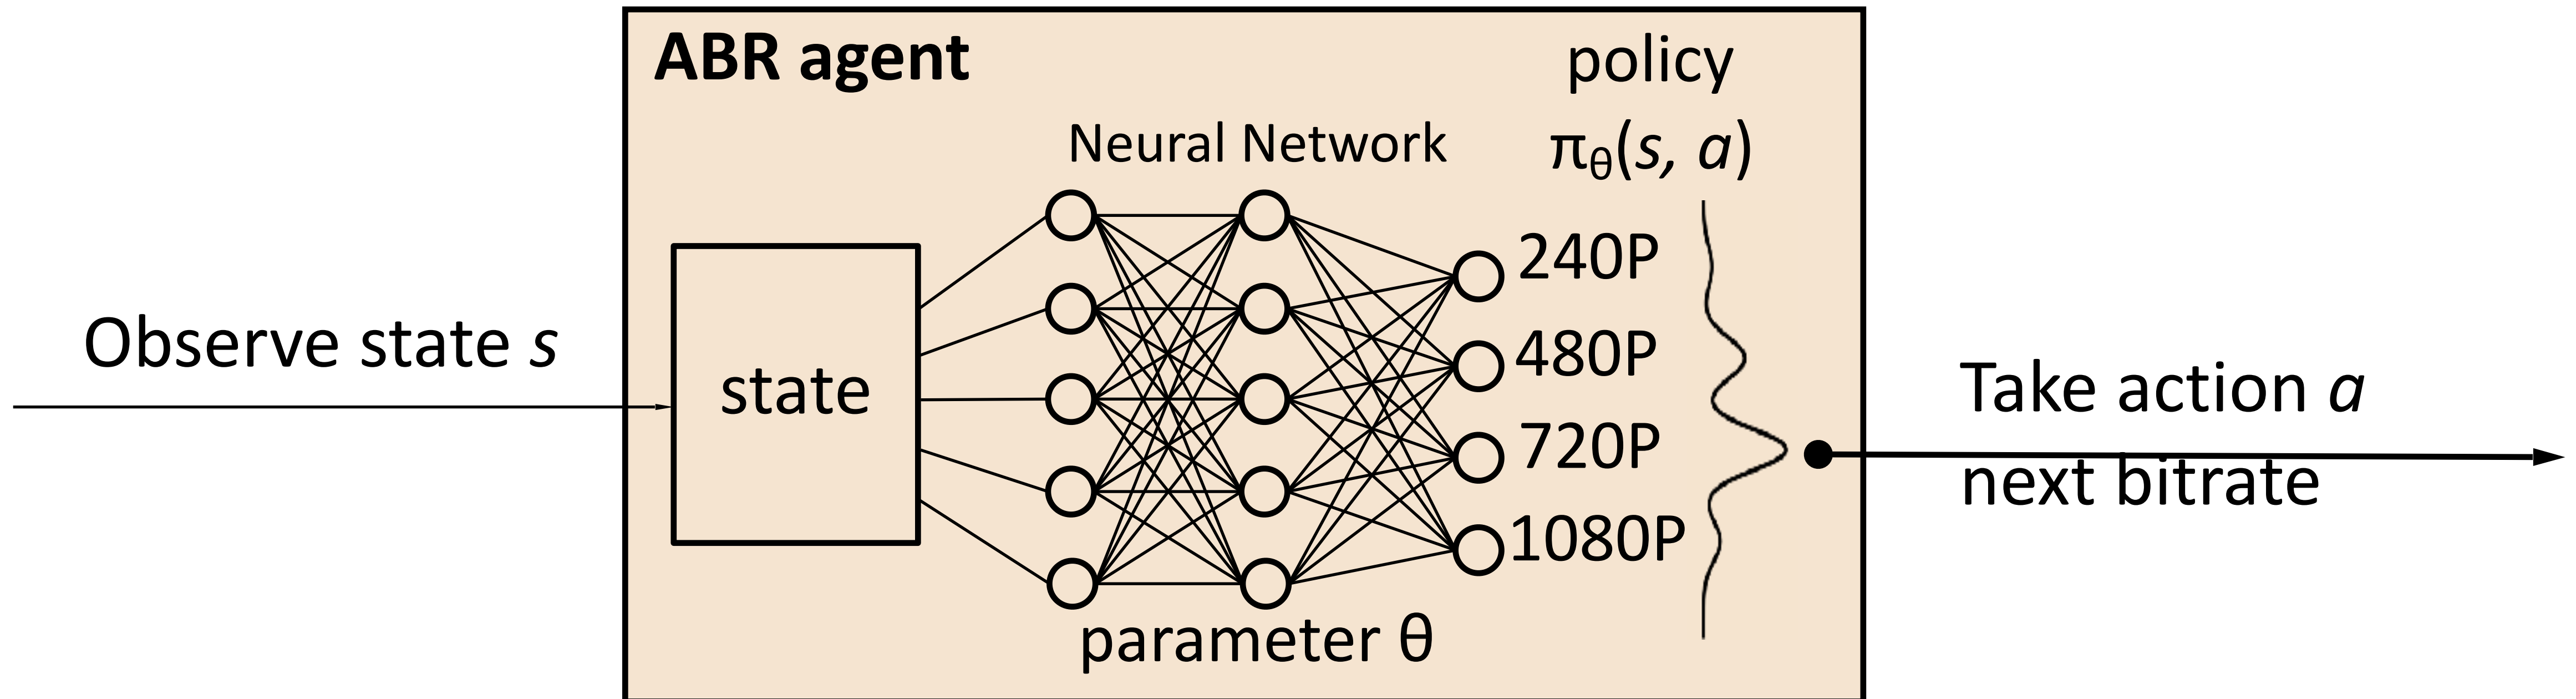 ABR agent
policy
Neural Network
πθ(s, a)
240P
Observe state s
480P
state
Take action a
720P
next bitrate
1080P
parameter θ